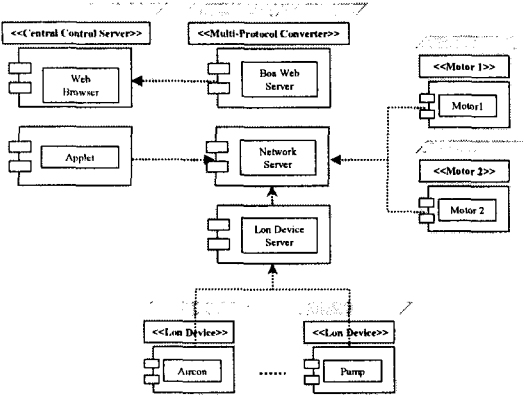 <<Central Control Server>>
<<Multi-Protocol Converter>>
Web
Browser
Boa Web
Server
<<Motor 1>>
Motor1
Applet
Network
Server
<<Motor 2>>
Motor 2
Lon Device
Server
<<Lon Device>>
<<Lon Device>>
Aircon
......
Pump